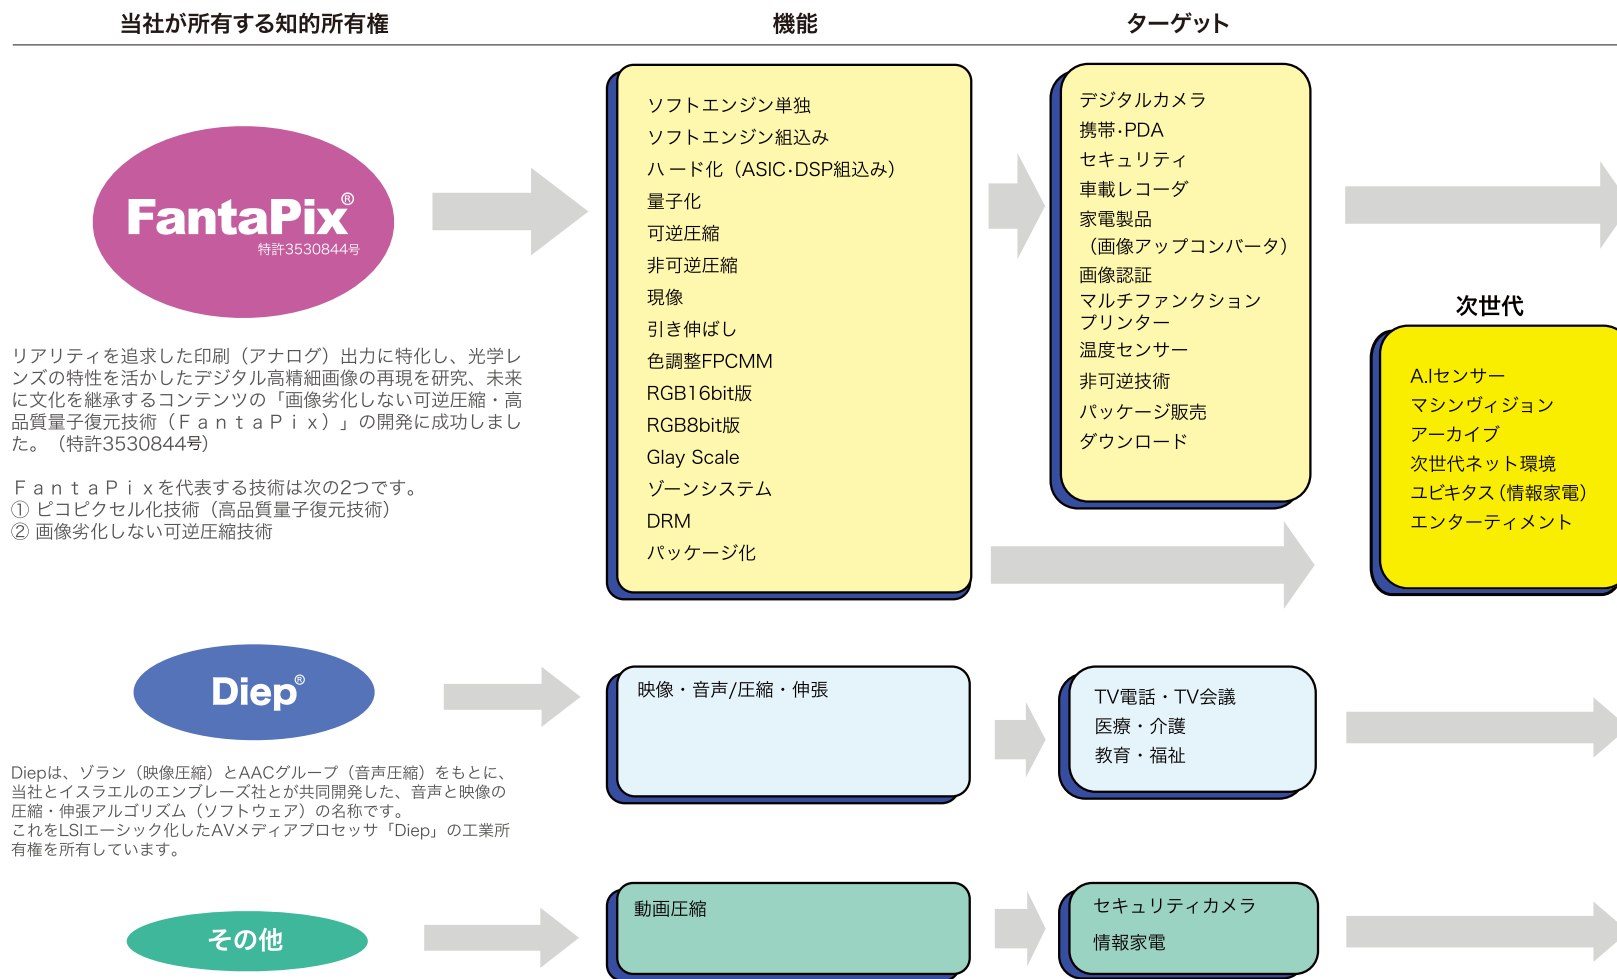 当社が所有する知的所有権
機能
ターゲット
FantaPix®
特許3530844号
リアリティを追求した印刷（アナログ）出力に特化し、光学レ
ンズの特性を活かしたデジタル高精細画像の再現を研究、未来
に文化を継承するコンテンツの「画像劣化しない可逆圧縮・高
品質量子復元技術（ＦａｎｔａＰｉｘ）」の開発に成功しまし
た。（特許3530844号）
ＦａｎｔａＰｉｘを代表する技術は次の2つです。
① ピコピクセル化技術（高品質量子復元技術）
② 画像劣化しない可逆圧縮技術
ソフトエンジン単独
ソフトエンジン組込み
ハード化（ASIC・DSP組込み）
量子化
可逆圧縮
非可逆圧縮
現像
引き伸ばし
色調整FPCMM
RGB16bit版
RGB8bit版
Glay Scale
ゾーンシステム
DRM
パッケージ化
デジタルカメラ
携帯・PDA
セキュリティ
車載レコーダ
家電製品
（画像アップコンバータ）
画像認証
マルチファンクション
プリンター
温度センサー
非可逆技術
パッケージ販売
ダウンロード
次世代
A.Iセンサー
マシンヴィジョン
アーカイブ
次世代ネット環境
ユビキタス（情報家電）
エンターティメント
Diep®
Diepは、ゾラン（映像圧縮）とAACグループ（音声圧縮）をもとに、
当社とイスラエルのエンブレーズ社とが共同開発した、音声と映像の
圧縮・伸張アルゴリズム（ソフトウェア）の名称です。
これをLSIエーシック化したAVメディアプロセッサ「Diep」の工業所
有権を所有しています。
映像・音声/圧縮・伸張
TV電話・TV会議
医療・介護
教育・福祉
その他
動画圧縮
セキュリティカメラ
情報家電